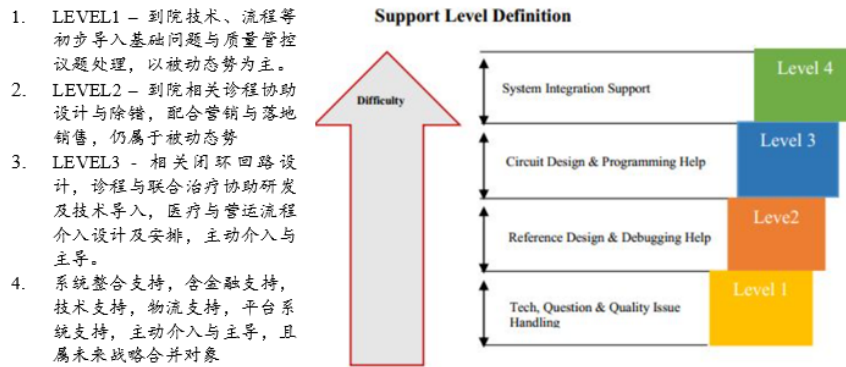 1. LEVEL1 – 到院技术、流程等
初步导入基础问题与质量管控
议题处理，以被动态势为主。
2. LEVEL2 – 到院相关诊程协助
设计与除错，配合营销与落地
销售，仍属于被动态势
3. LEVEL3 - 相关闭环回路设
计，诊程与联合治疗协助研发
及技术导入，医疗与营运流程
介入设计及安排，主动介入与
主导。
4. 系统整合支持，含金融支持，
技术支持，物流支持，平台系
统支持，主动介入与主导，且
属未来战略合并对象
Support Level Definition
Difficulty
System Integration Support
Level 4
Circuit Design & Programming Help
Level 3
Reference Design & Debugging Help
Leve2
Tech, Question & Quality Issue
Handling
Level 1